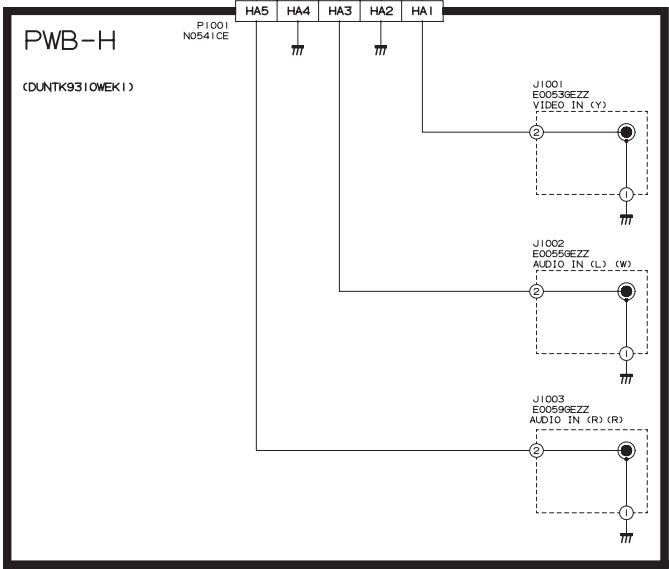 HA5 HA4 HA3 HA2 HA1
PWB-H
P1001
N0541CE
(DUNTK9310WEK1)
J1001
E0053GEZZ
VIDEO IN (Y)
2
1
J1002
E0055GEZZ
AUDIO IN (L) (W)
2
1
J1003
E0059GEZZ
AUDIO IN (R) (R)
2
1